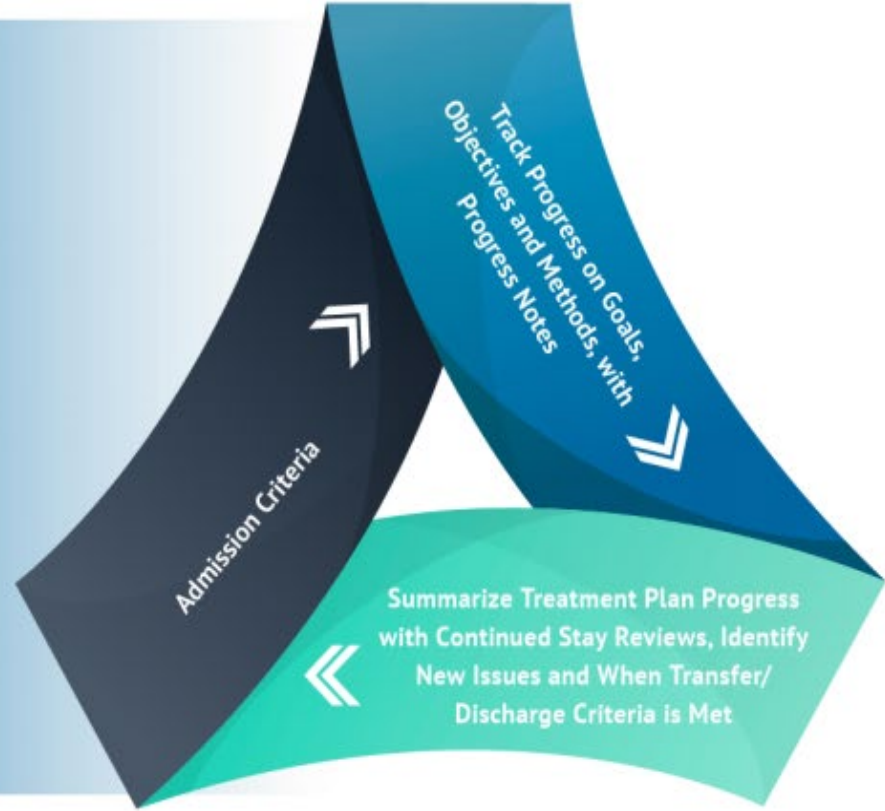 Admission Criteria
Track Progress on Goals,
Objectives and Methods, with
Progress Notes
Summarize Treatment Plan Progress
with Continued Stay Reviews, Identify
New Issues and When Transfer/
Discharge Criteria is Met